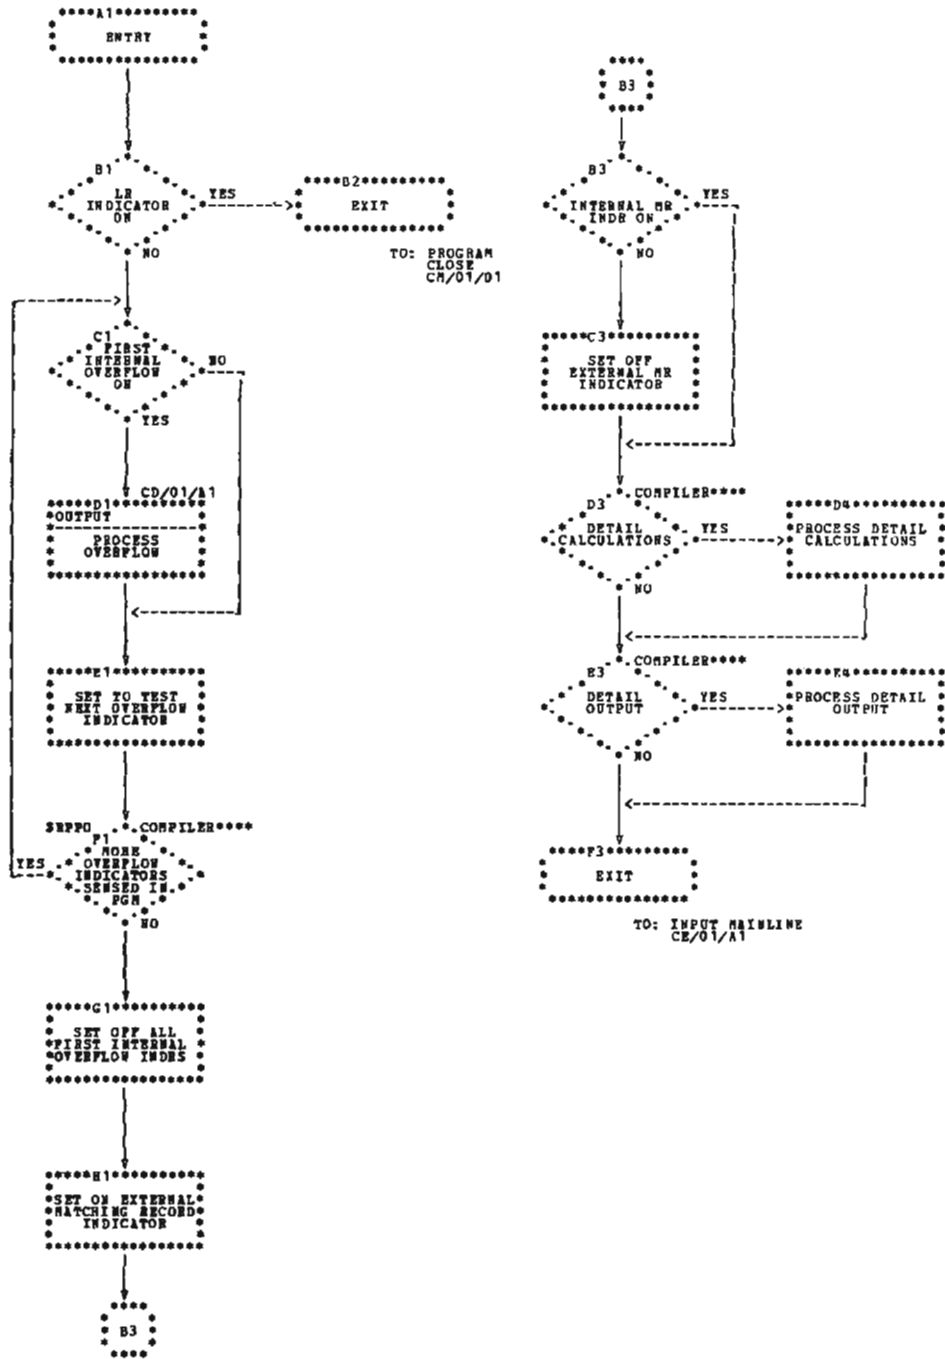 A1
ENTRY
B1
LR
INDICATOR
ON
YES
NO
B2
EXIT
TO: PROGRAM
CLOSE
CM/01/D1
C1
FIRST
INTERNAL
OVERFLOW
ON
NO
YES
CD/01/A1
D1
OUTPUT
PROCESS
OVERFLOW
E1
SET TO TEST
NEXT OVERFLOW
INDICATOR
COMPILER****
F1
MORE
OVERFLOW
INDICATORS
SENSED IN
PGM
YES
NO
G1
SET OFF ALL
FIRST INTERNAL
OVERFLOW INDRS
H1
SET ON EXTERNAL
MATCHING RECORD
INDICATOR
B3
B3
B3
INTERNAL MR
INDR ON
YES
NO
C3
SET OFF
EXTERNAL MR
INDICATOR
COMPILER****
D3
DETAIL
CALCULATIONS
YES
NO
D4
PROCESS DETAIL
CALCULATIONS
COMPILER****
E3
DETAIL
OUTPUT
YES
NO
E4
PROCESS DETAIL
OUTPUT
F3
EXIT
TO: INPUT MAINLINE
CE/01/A1